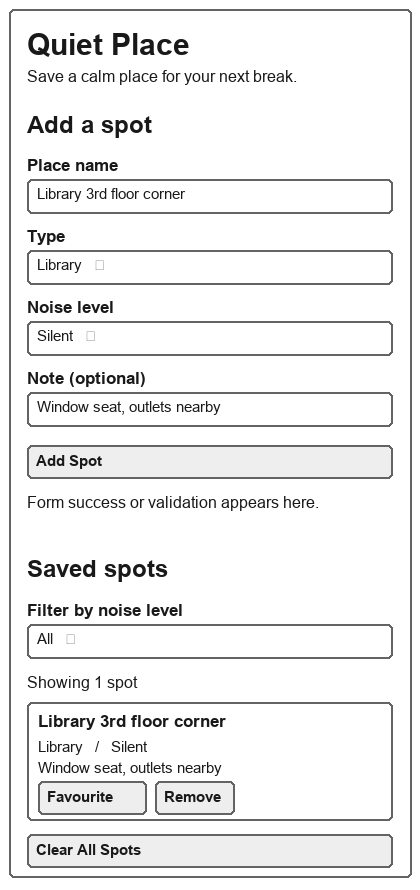 Quiet Place
Save a calm place for your next break.
Add a spot
Place name
Library 3rd floor corner
Type
Library
Noise level
Silent
Note (optional)
Window seat, outlets nearby
Add Spot
Form success or validation appears here.
Saved spots
Filter by noise level
All
Showing 1 spot
Library 3rd floor corner
Library / Silent
Window seat, outlets nearby
Favourite Remove
Clear All Spots